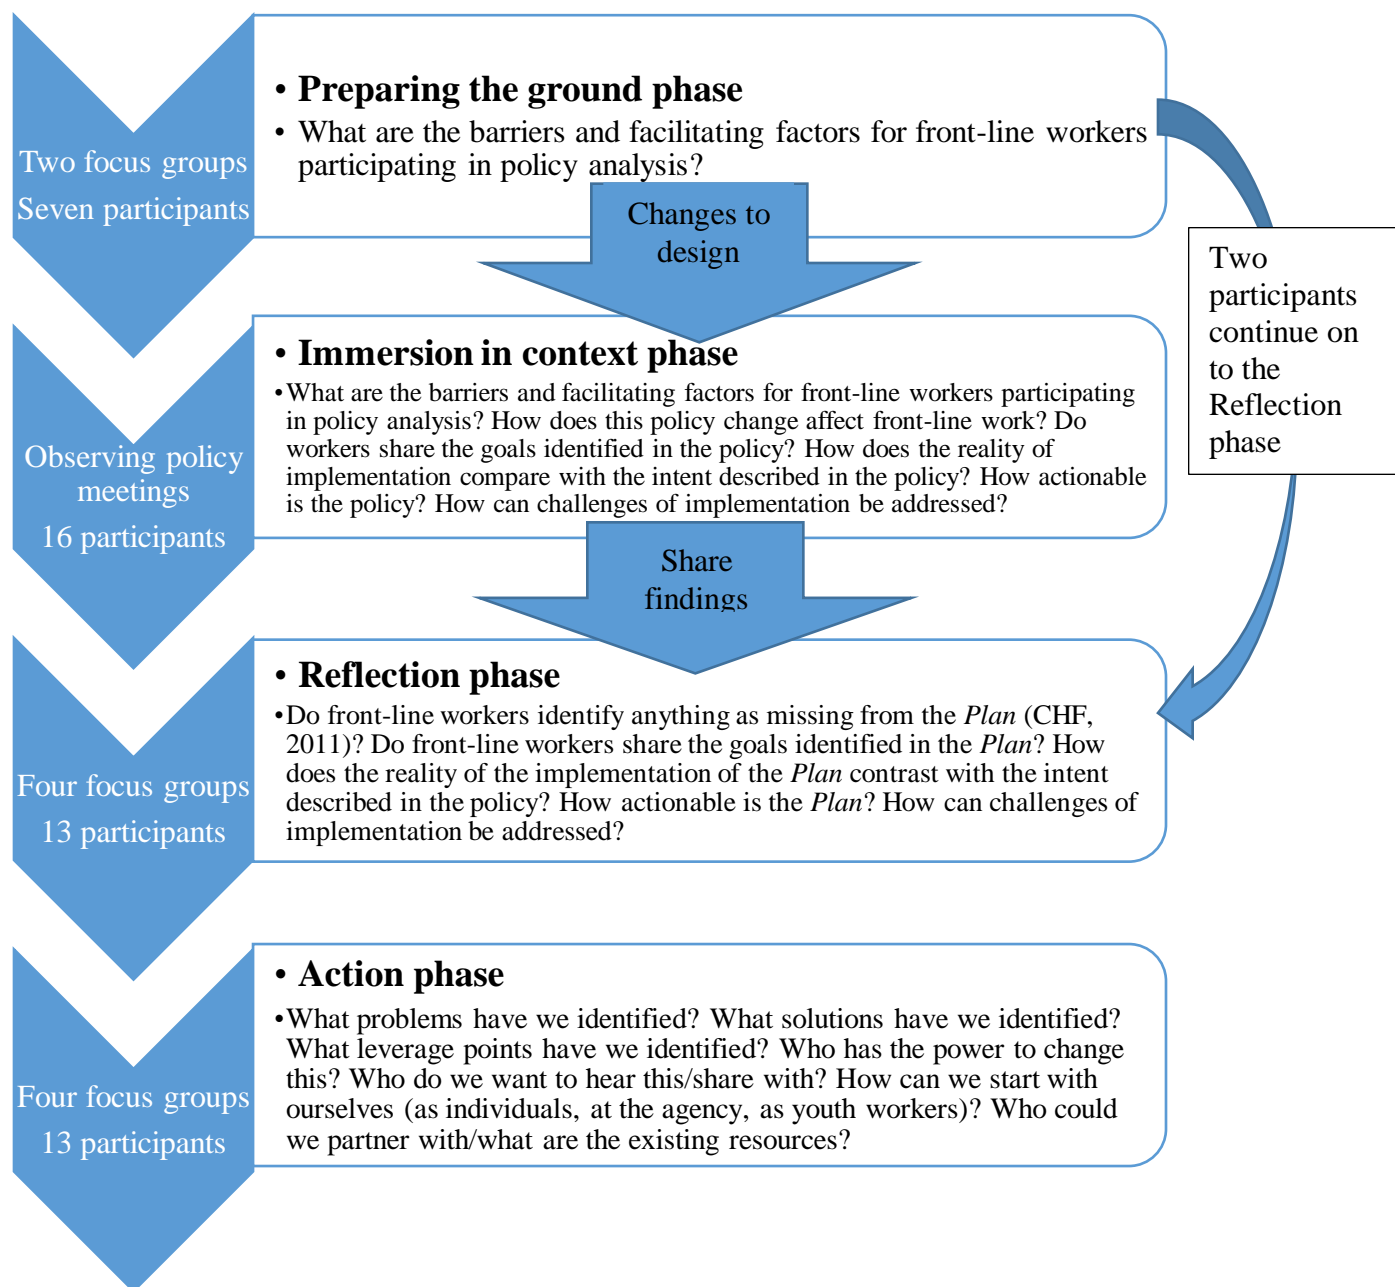 • Preparing the ground phase
• What are the barriers and facilitating factors for front-line workers
participating in policy analysis?
Two focus groups
Seven participants
Changes to
design
Two
participants
continue on
to the
Reflection
phase
• Immersion in context phase
•What are the barriers and facilitating factors for front-line workers participating
in policy analysis? How does this policy change affect front-line work? Do
workers share the goals identified in the policy? How does the reality of
implementation compare with the intent described in the policy? How actionable
is the policy? How can challenges of implementation be addressed?
Observing policy
meetings
16 participants
Share
findings
• Reflection phase
•Do front-line workers identify anything as missing from the Plan (CHF,
2011)? Do front-line workers share the goals identified in the Plan? How
does the reality of the implementation of the Plan contrast with the intent
described in the policy? How actionable is the Plan? How can challenges of
implementation be addressed?
Four focus groups
13 participants
• Action phase
•What problems have we identified? What solutions have we identified?
What leverage points have we identified? Who has the power to change
this? Who do we want to hear this/share with? How can we start with
ourselves (as individuals, at the agency, as youth workers)? Who could
we partner with/what are the existing resources?
Four focus groups
13 participants